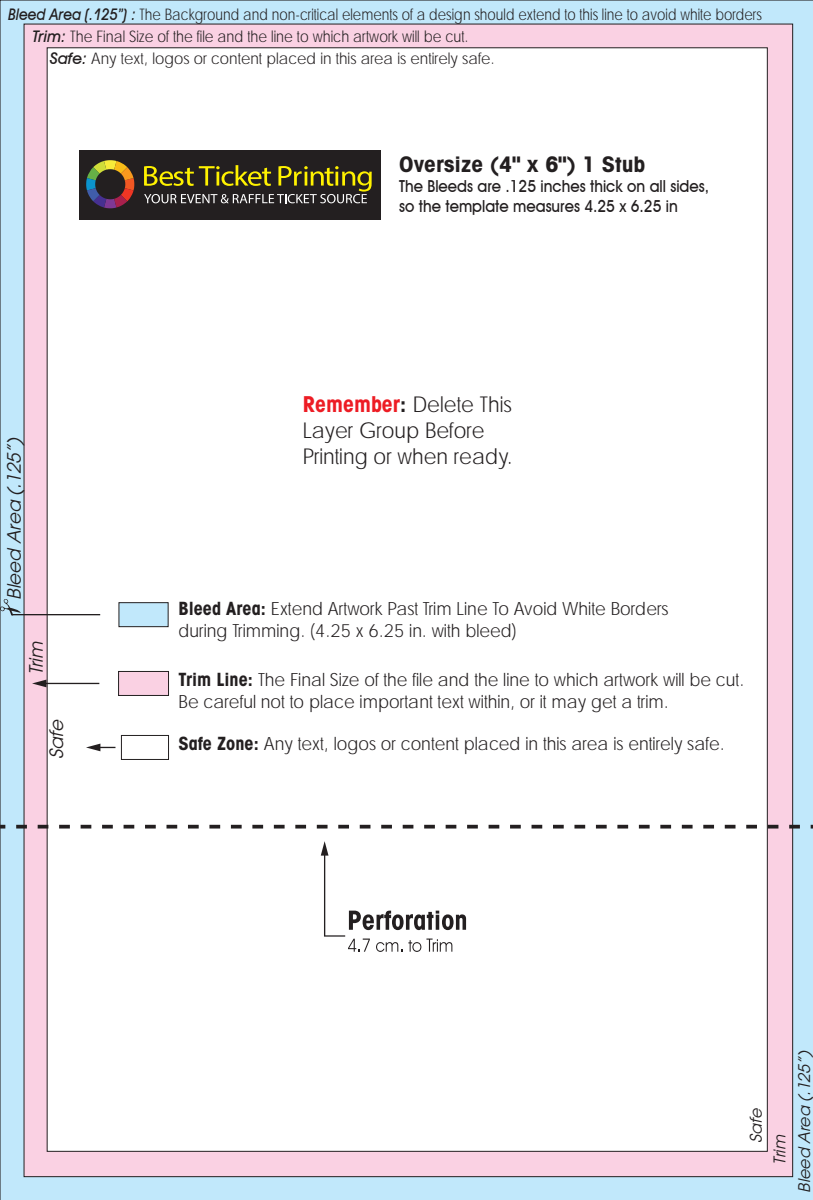 Bleed Area (.125") : The Background and non-critical elements of a design should extend to this line to avoid white borders
Trim: The Final Size of the file and the line to which artwork will be cut.
Safe: Any text, logos or content placed in this area is entirely safe.
Best Ticket Printing
YOUR EVENT & RAFFLE TICKET SOURCE
Oversize (4" x 6") 1 Stub
The Bleeds are .125 inches thick on all sides,
so the template measures 4.25 x 6.25 in
Remember: Delete This
Layer Group Before
Printing or when ready.
Bleed Area (.125")
Bleed Area: Extend Artwork Past Trim Line To Avoid White Borders
during Trimming. (4.25 x 6.25 in. with bleed)
Trim
Trim Line: The Final Size of the file and the line to which artwork will be cut.
Be careful not to place important text within, or it may get a trim.
Safe
Safe Zone: Any text, logos or content placed in this area is entirely safe.
Perforation
4.7 cm. to Trim
Safe
Trim
Bleed Area (.125")